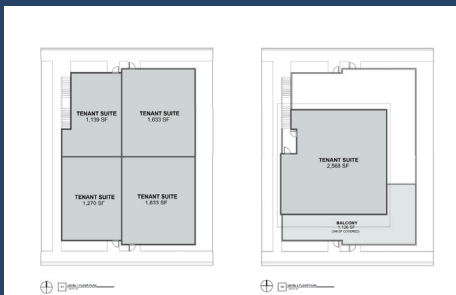 TENANT SUITE
1,139 SF
TENANT SUITE
1,633 SF
TENANT SUITE
1,270 SF
TENANT SUITE
1,635 SF
TENANT SUITE
2,568 SF
BALCONY
1,126 SF